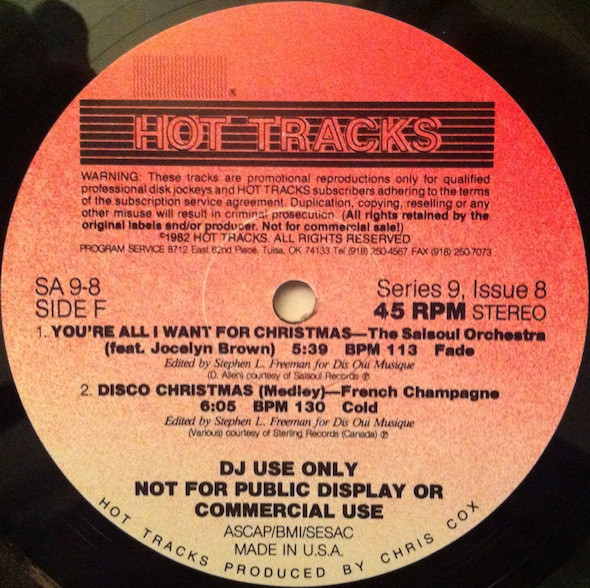 HOT TRACKS
WARNING: These tracks are promotional reproductions only for qualified
professional disk jockeys and HOT TRACKS subscribers adhering to the terms
of the subscription service agreement. Duplication, copying, reselling or any
other misuse will result in criminal prosecution. (All rights retained by the
original labels and/or producer. Not for commercial sale!)
©1982 HOT TRACKS. ALL RIGHTS RESERVED
PROGRAM SERVICE 8712 East 62nd Place, Tulsa, OK 74133 Tel (918) 250-4567 FAX (918) 250-7073
SA 9-8
SIDE F
Series 9, Issue 8
45 RPM STEREO
1. YOU'RE ALL I WANT FOR CHRISTMAS—The Salsoul Orchestra
(feat. Jocelyn Brown) 5:39 BPM 113 Fade
Edited by Stephen L. Freeman for Dis Oui Musique
(D. Allen) courtesy of Salsoul Records ℗
2. DISCO CHRISTMAS (Medley)—French Champagne
6:05 BPM 130 Cold
Edited by Stephen L. Freeman for Dis Oui Musique
(Various) courtesy of Sterling Records (Canada) ℗
DJ USE ONLY
NOT FOR PUBLIC DISPLAY OR
COMMERCIAL USE
ASCAP/BMI/SESAC
MADE IN U.S.A.
HOT TRACKS PRODUCED BY CHRIS COX